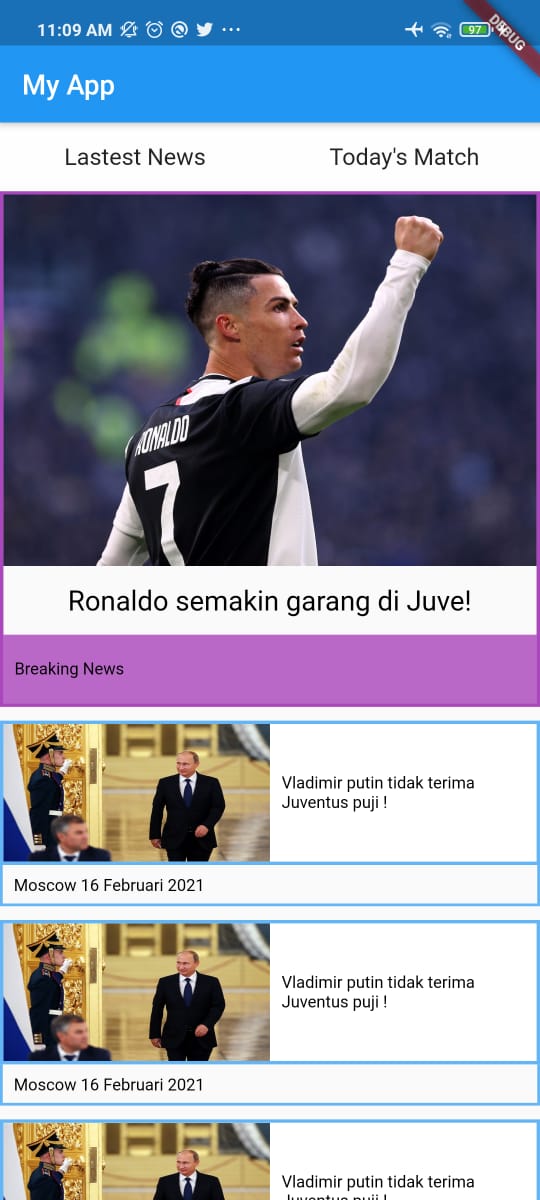 11:09 AM
97
DEBUG
My App
Lastest News
Today's Match
RONALDO
7
Ronaldo semakin garang di Juve!
Breaking News
Vladimir putin tidak terima
Juventus puji !
Moscow 16 Februari 2021
Vladimir putin tidak terima
Juventus puji !
Moscow 16 Februari 2021
Vladimir putin tidak terima
Juventus puji !